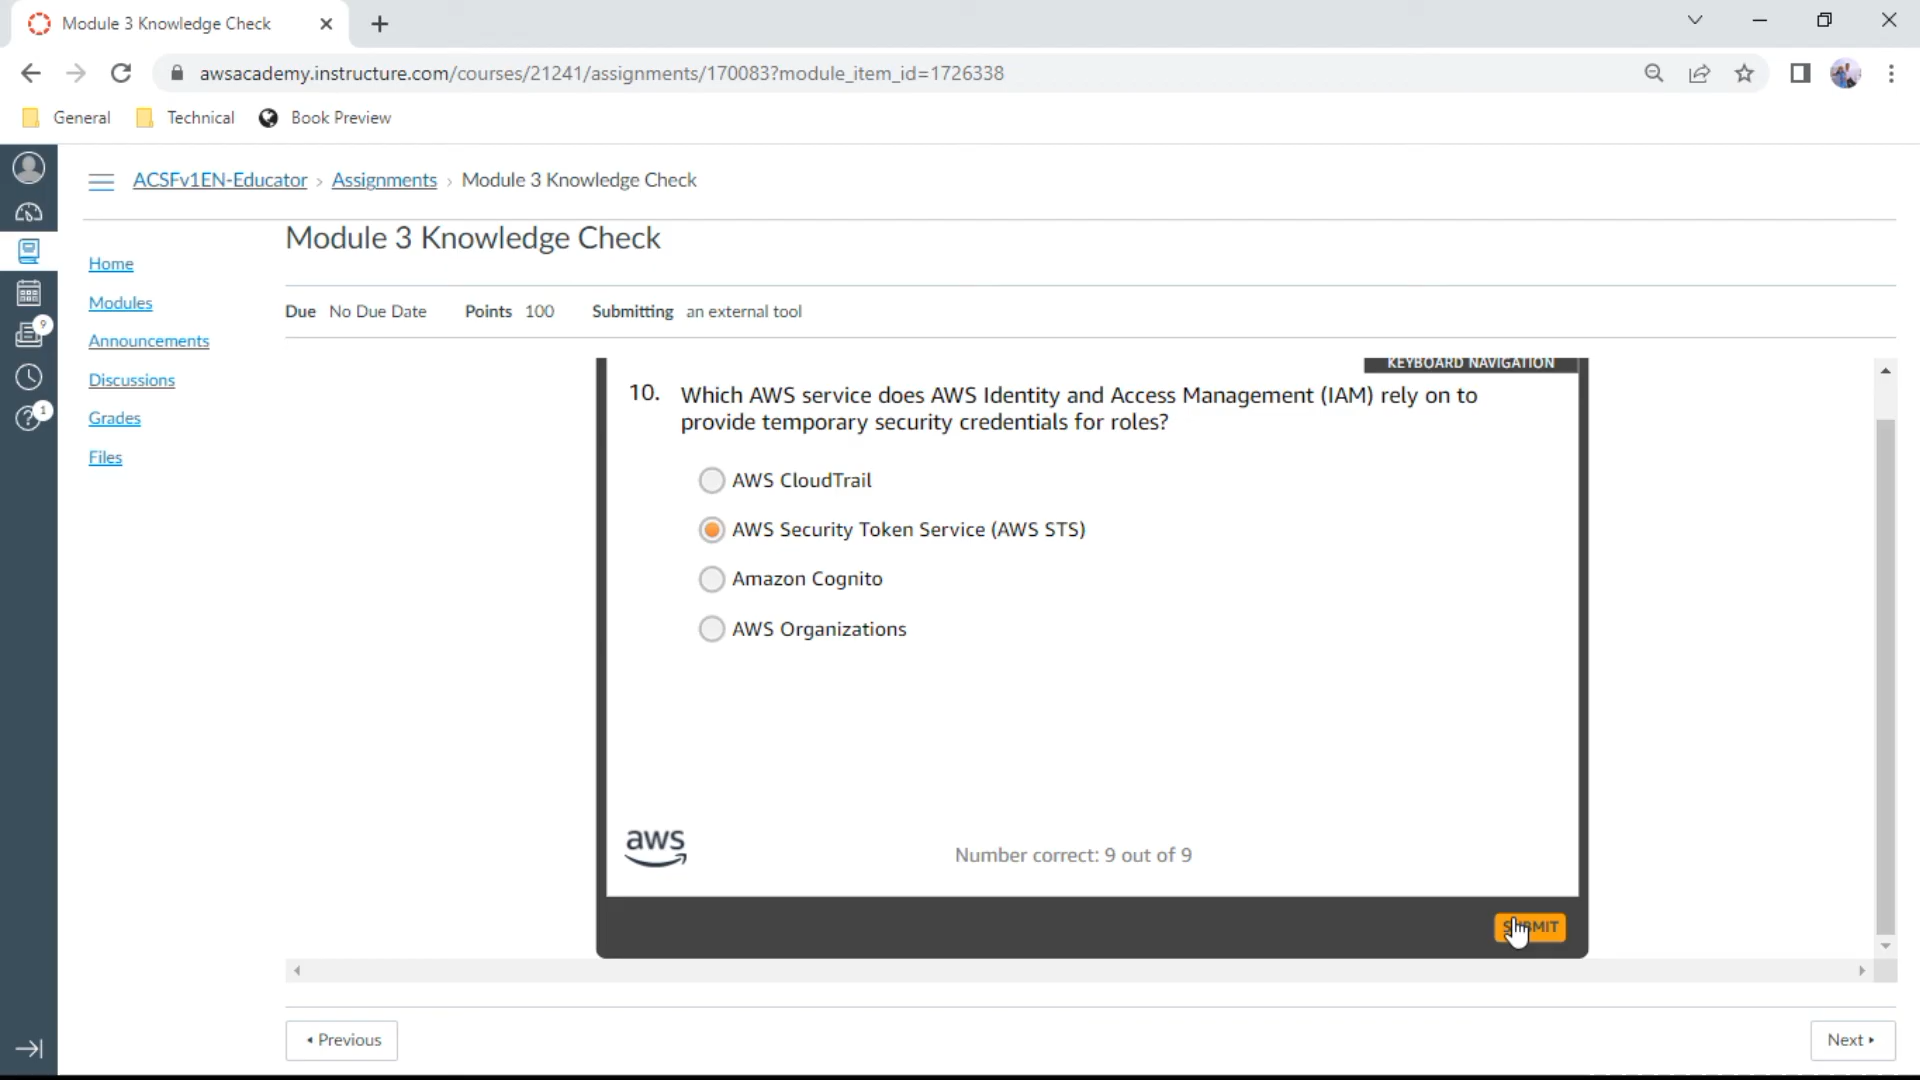 Module 3 Knowledge Check
awsacademy.instructure.com/courses/21241/assignments/170083?module_item_id=1726338
General
Technical
Book Preview
ACSFv1EN-Educator › Assignments › Module 3 Knowledge Check
Module 3 Knowledge Check
Home
Modules
Announcements
Discussions
Grades
Files
9
1
Due No Due Date Points 100 Submitting an external tool
KEYBOARD NAVIGATION
10. Which AWS service does AWS Identity and Access Management (IAM) rely on to
provide temporary security credentials for roles?
AWS CloudTrail
AWS Security Token Service (AWS STS)
Amazon Cognito
AWS Organizations
aws
Number correct: 9 out of 9
SUBMIT
Previous
Next